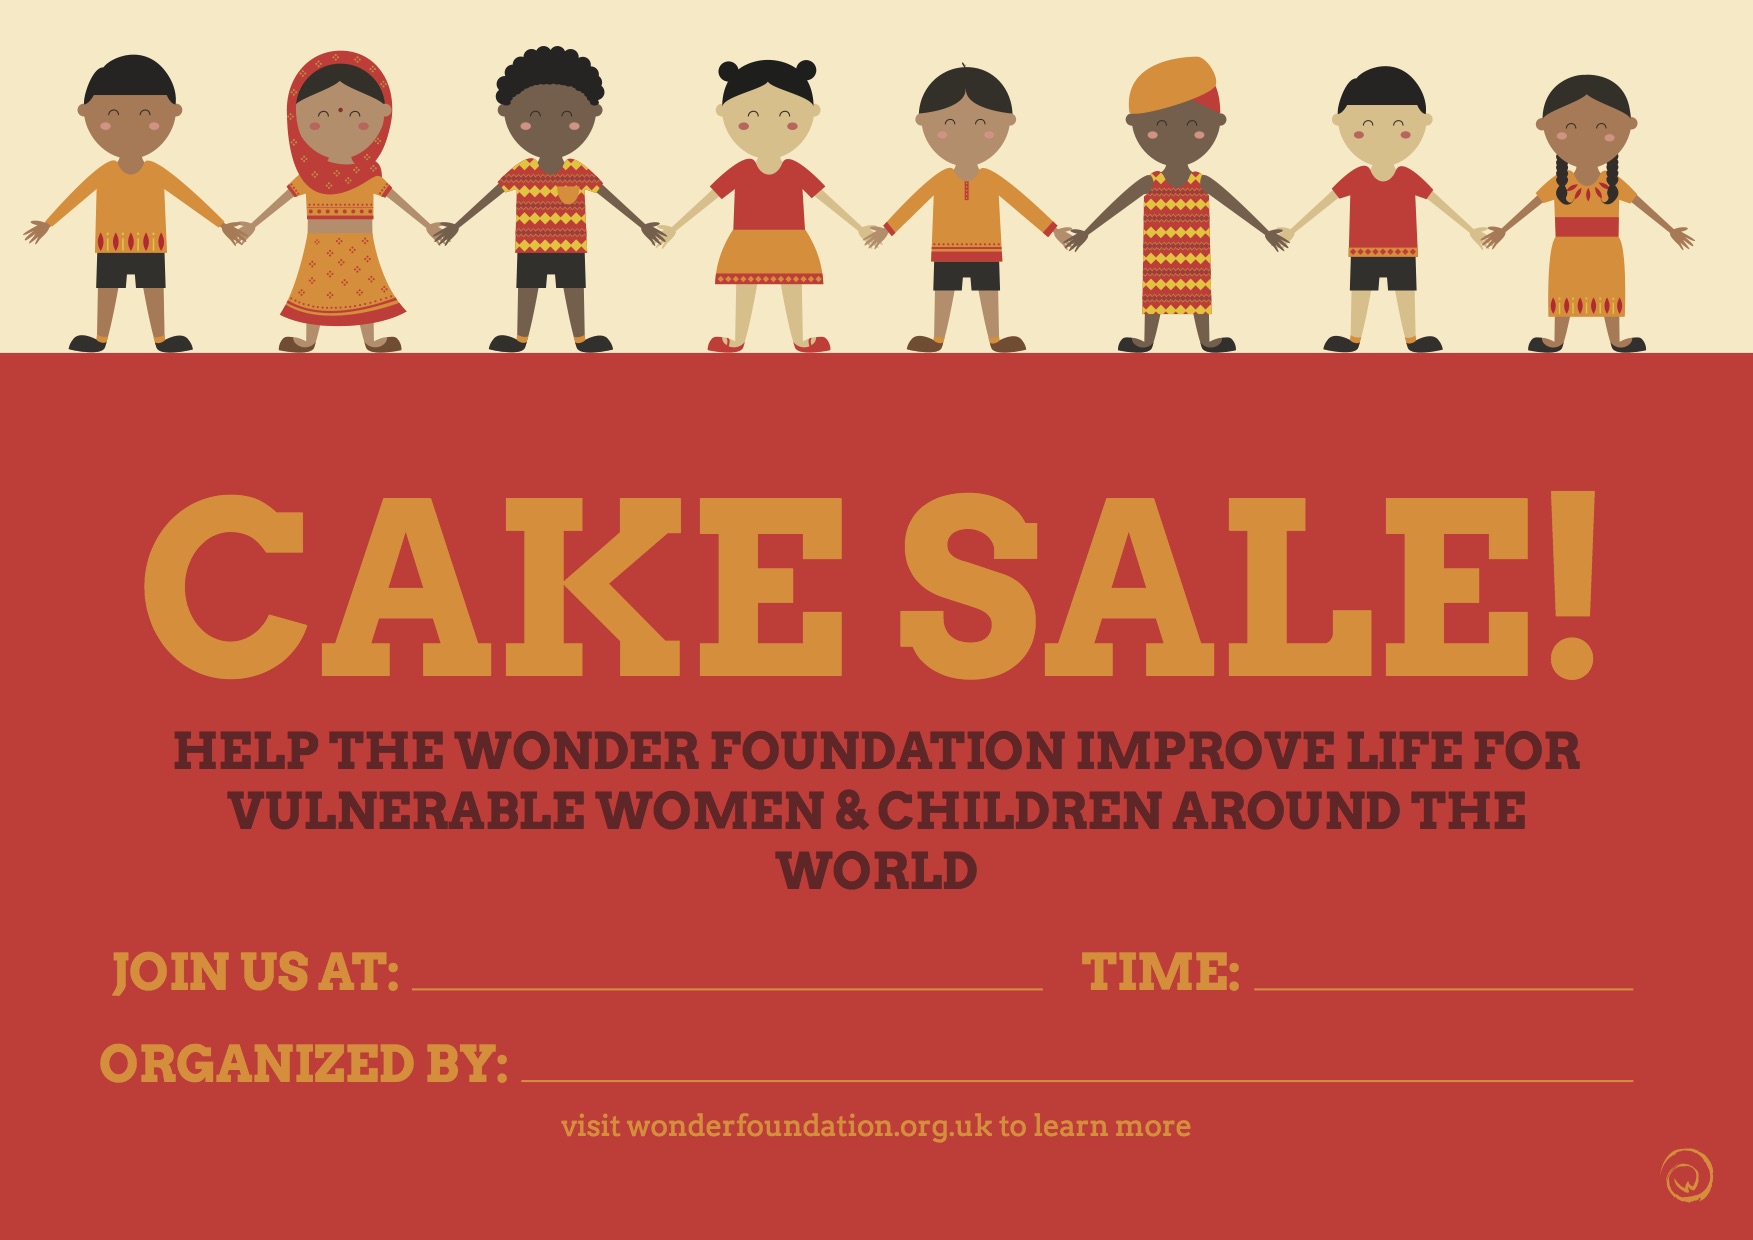 CAKE SALE!
HELP THE WONDER FOUNDATION IMPROVE LIFE FOR
VULNERABLE WOMEN & CHILDREN AROUND THE
WORLD
JOIN US AT: TIME:
ORGANIZED BY:
visit wonderfoundation.org.uk to learn more